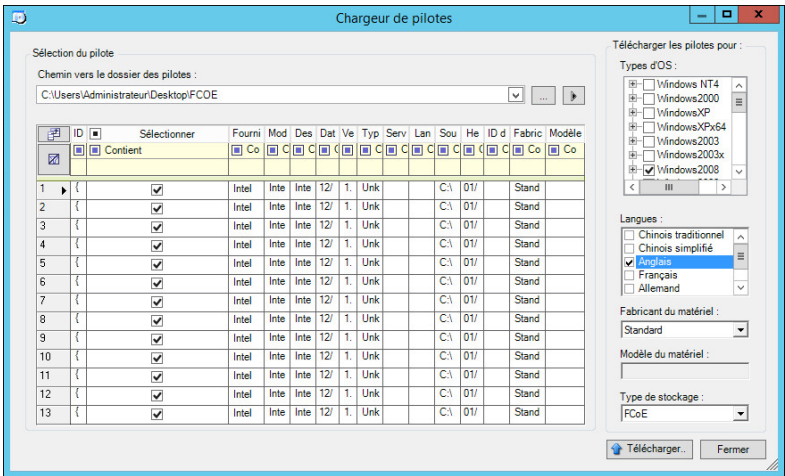 Chargeur de pilotes
Sélection du pilote
Chemin vers le dossier des pilotes :
C:\Users\Administrateur\Desktop\FCOE
...
ID Sélectionner Fourni Mod Des Dat Ve Typ Serv Lan Sou He ID d Fabric Modèle
Contient Co C C C C C C C C Co Co
1 { Intel Inte Inte 12/ 1. Unk C:\ 01/ Stand
2 { Intel Inte Inte 12/ 1. Unk C:\ 01/ Stand
3 { Intel Inte Inte 12/ 1. Unk C:\ 01/ Stand
4 { Intel Inte Inte 12/ 1. Unk C:\ 01/ Stand
5 { Intel Inte Inte 12/ 1. Unk C:\ 01/ Stand
6 { Intel Inte Inte 12/ 1. Unk C:\ 01/ Stand
7 { Intel Inte Inte 12/ 1. Unk C:\ 01/ Stand
8 { Intel Inte Inte 12/ 1. Unk C:\ 01/ Stand
9 { Intel Inte Inte 12/ 1. Unk C:\ 01/ Stand
10 { Intel Inte Inte 12/ 1. Unk C:\ 01/ Stand
11 { Intel Inte Inte 12/ 1. Unk C:\ 01/ Stand
12 { Intel Inte Inte 12/ 1. Unk C:\ 01/ Stand
13 { Intel Inte Inte 12/ 1. Unk C:\ 01/ Stand
Télécharger les pilotes pour :
Types d'OS :
Windows NT4
Windows2000
WindowsXP
WindowsXPx64
Windows2003
Windows2003x
Windows2008
Langues :
Chinois traditionnel
Chinois simplifié
Anglais
Français
Allemand
Fabricant du matériel :
Standard
Modèle du matériel :
Type de stockage :
FCoE
Télécharger..
Fermer